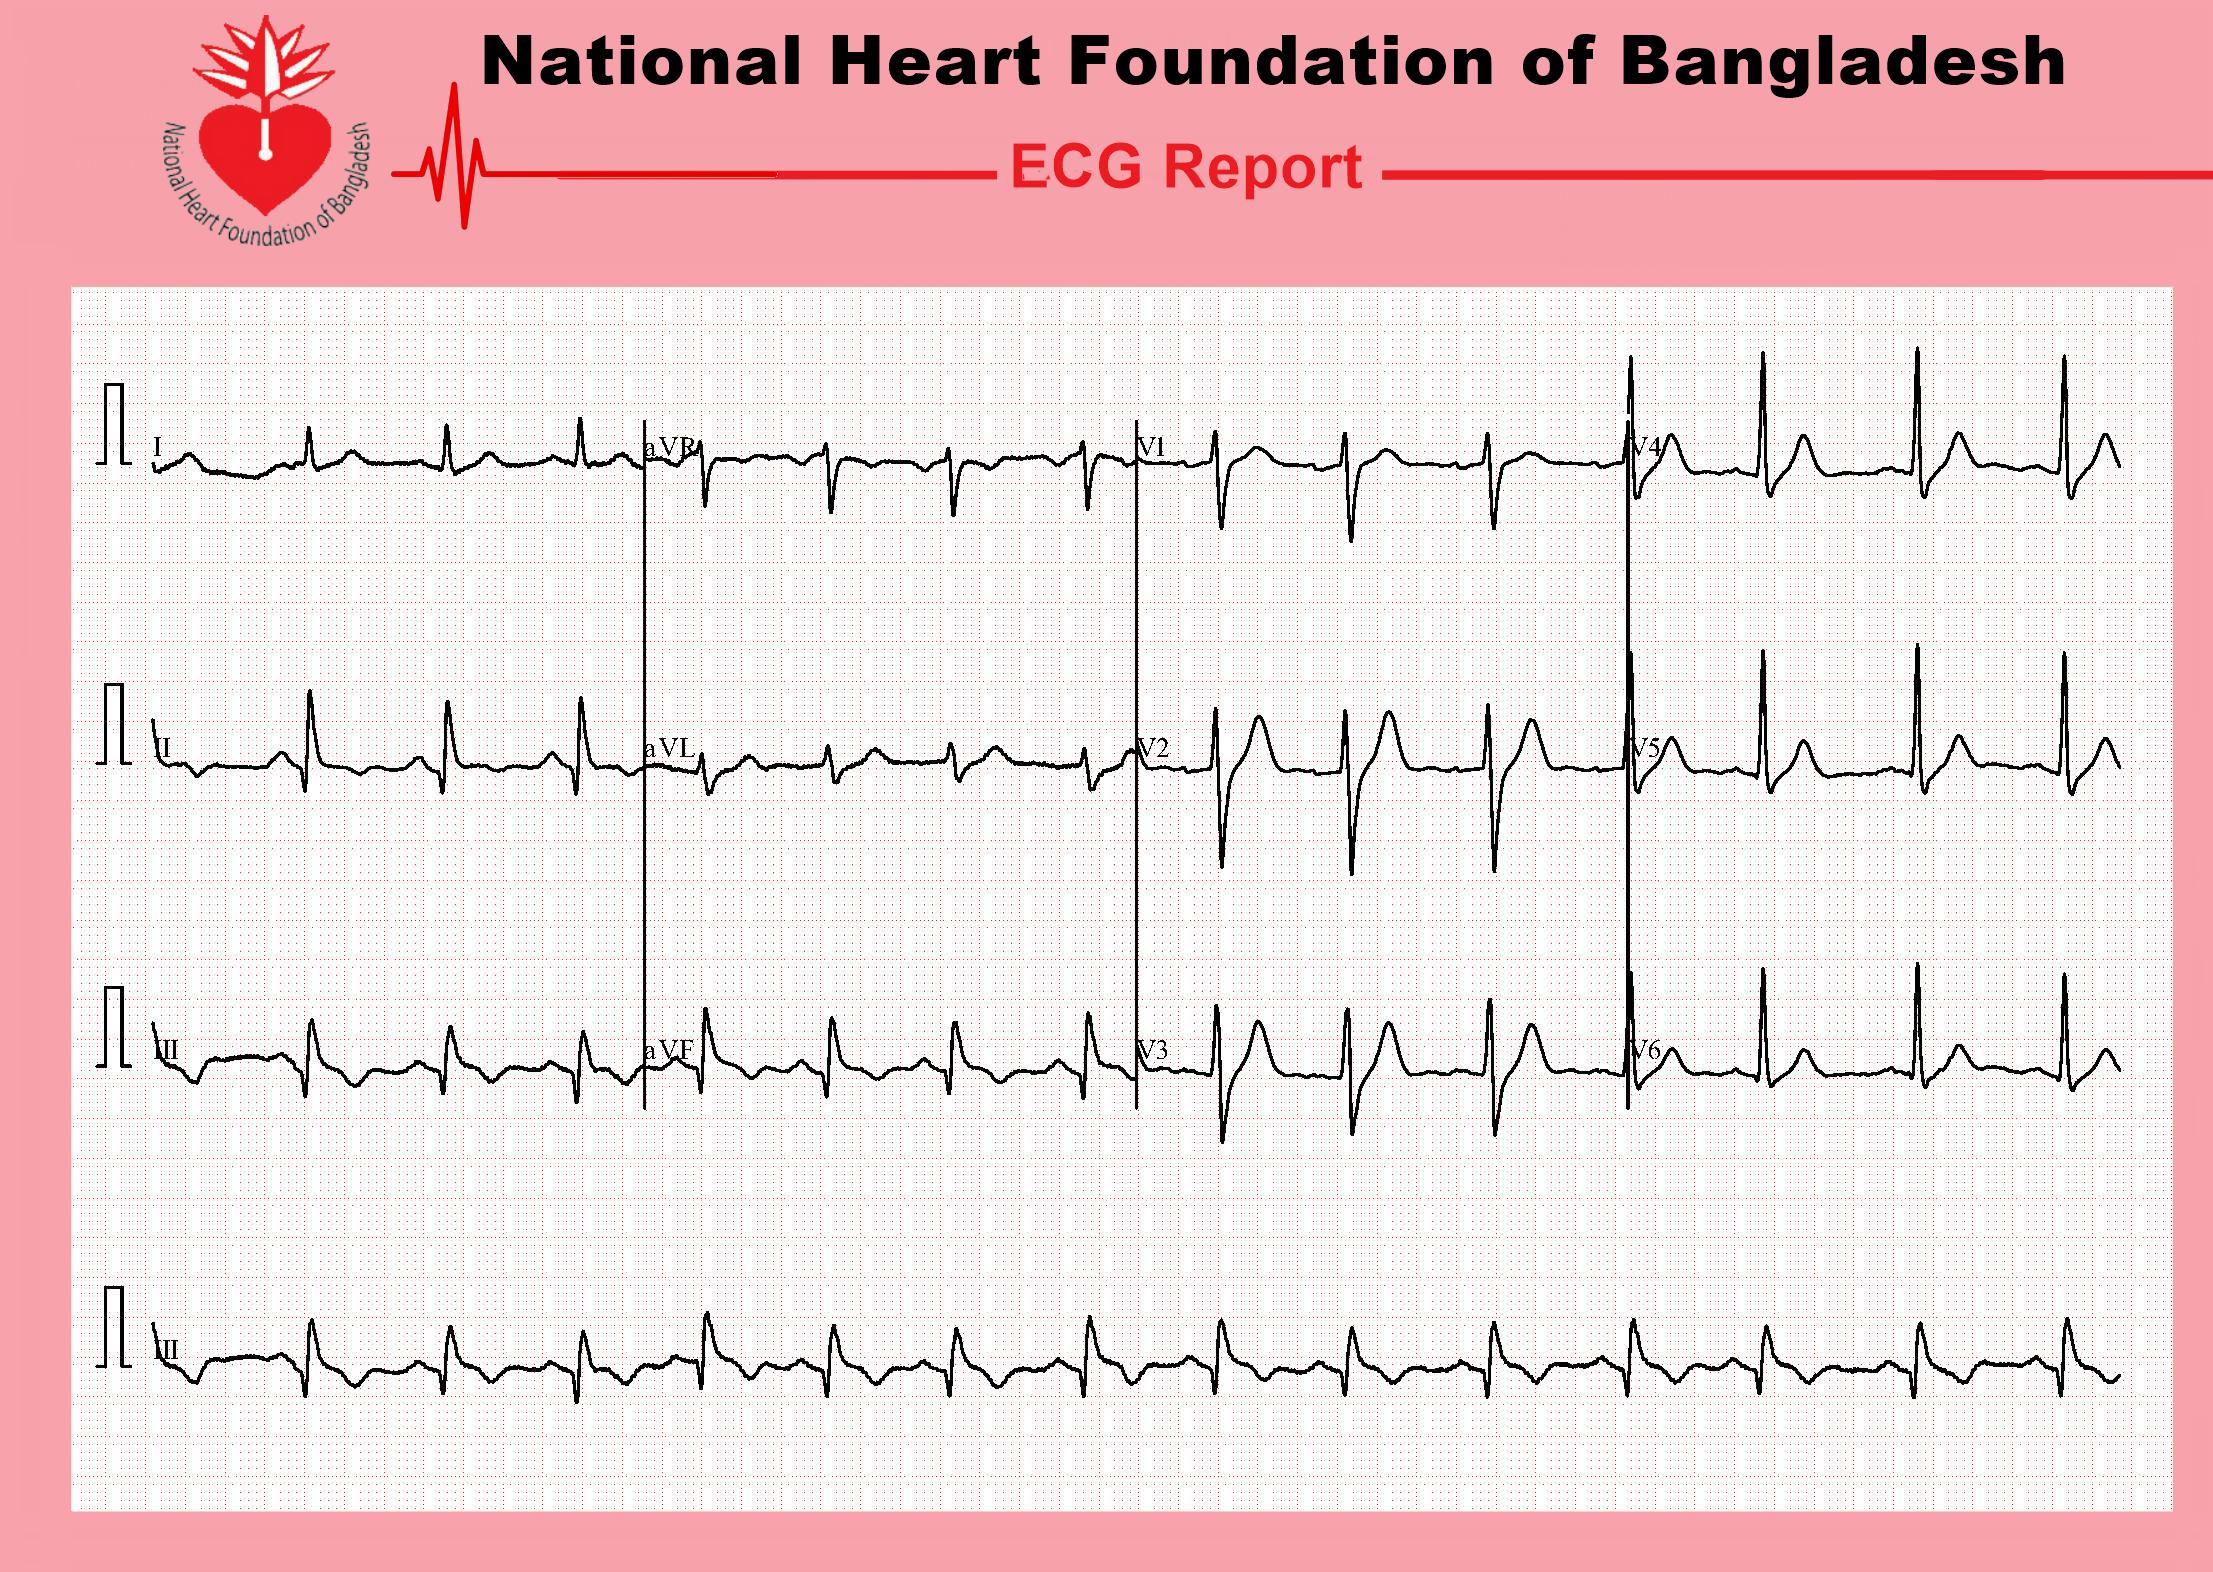 National Heart Foundation of Bangladesh
National Heart Foundation of Bangladesh
ECG Report
I aVR V1 V4
II aVL V2 V5
III aVF V3 V6
III